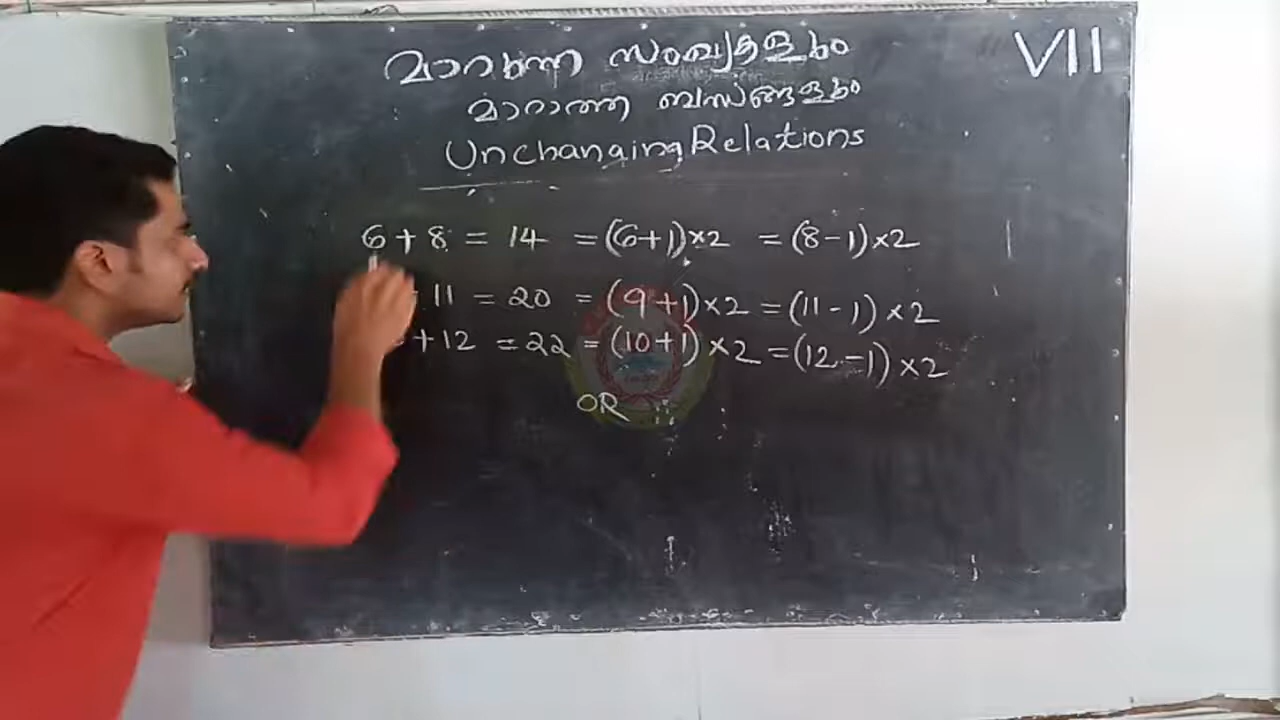 മാറുന്ന സംഖ്യകളും
VII
മാറാത്ത ബന്ധങ്ങളും
Unchanging Relations
6 + 8 = 14 = (6+1)×2 = (8-1)×2
11 = 20 = (9+1)×2 = (11-1)×2
+ 12 = 22 = (10+1)×2 = (12-1)×2
OR